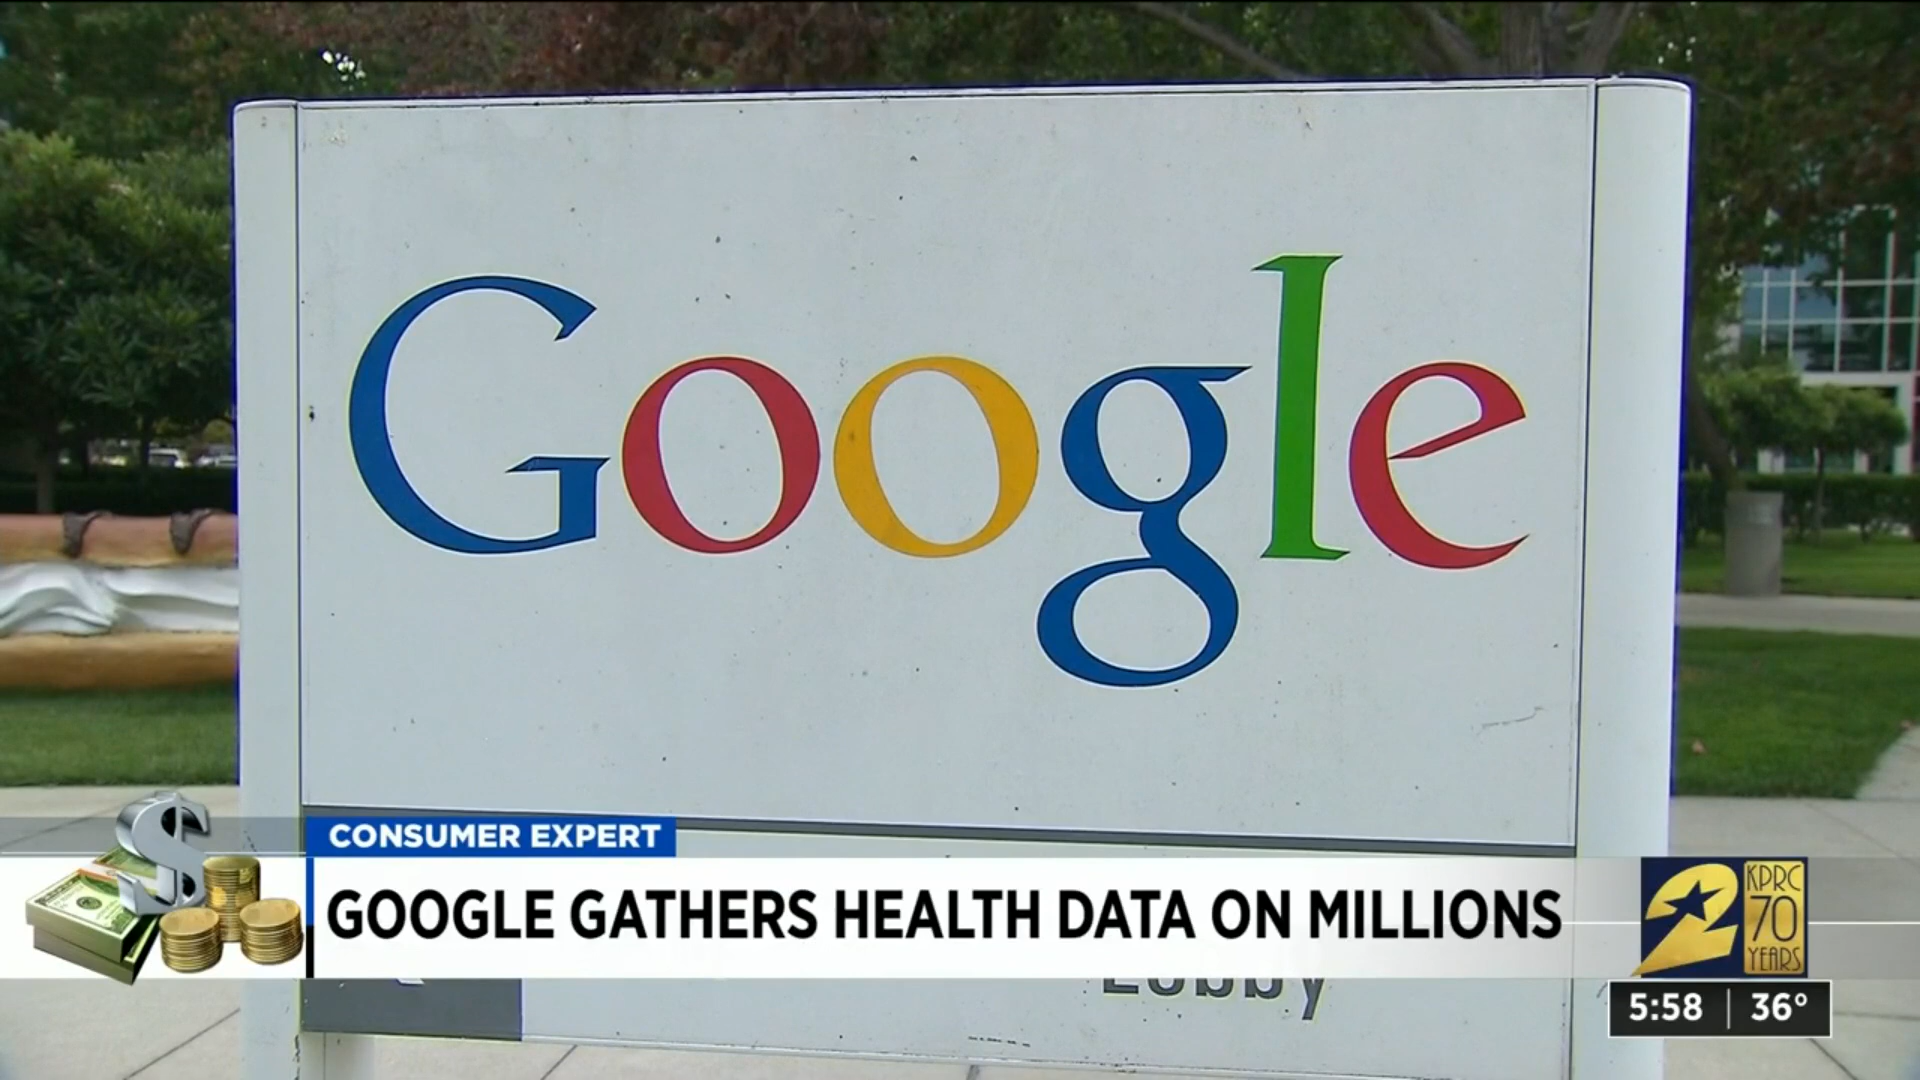 Google
CONSUMER EXPERT
GOOGLE GATHERS HEALTH DATA ON MILLIONS
2
KPRC
70
YEARS
Lobby
5:58 36°